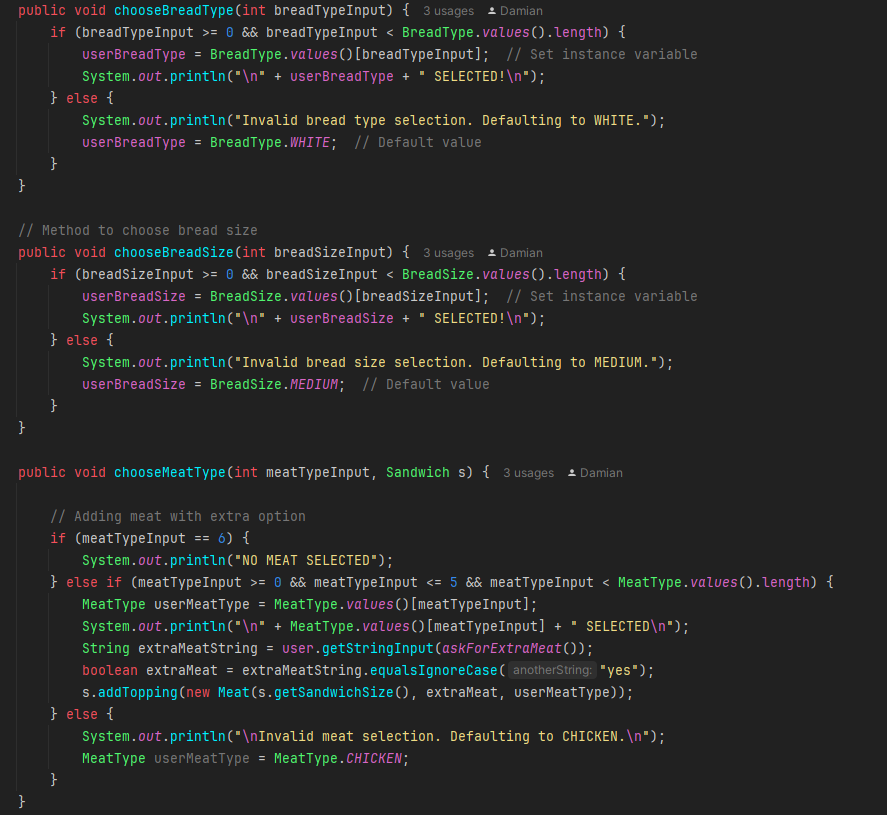 public void chooseBreadType(int breadTypeInput) { 3 usages Damian
    if (breadTypeInput >= 0 && breadTypeInput < BreadType.values().length) {
        userBreadType = BreadType.values()[breadTypeInput];  // Set instance variable
        System.out.println("\n" + userBreadType + " SELECTED!\n");
    } else {
        System.out.println("Invalid bread type selection. Defaulting to WHITE.");
        userBreadType = BreadType.WHITE;  // Default value
    }
}

// Method to choose bread size
public void chooseBreadSize(int breadSizeInput) { 3 usages Damian
    if (breadSizeInput >= 0 && breadSizeInput < BreadSize.values().length) {
        userBreadSize = BreadSize.values()[breadSizeInput];  // Set instance variable
        System.out.println("\n" + userBreadSize + " SELECTED!\n");
    } else {
        System.out.println("Invalid bread size selection. Defaulting to MEDIUM.");
        userBreadSize = BreadSize.MEDIUM;  // Default value
    }
}

public void chooseMeatType(int meatTypeInput, Sandwich s) { 3 usages Damian

    // Adding meat with extra option
    if (meatTypeInput == 6) {
        System.out.println("NO MEAT SELECTED");
    } else if (meatTypeInput >= 0 && meatTypeInput <= 5 && meatTypeInput < MeatType.values().length) {
        MeatType userMeatType = MeatType.values()[meatTypeInput];
        System.out.println("\n" + MeatType.values()[meatTypeInput] + " SELECTED\n");
        String extraMeatString = user.getStringInput(askForExtraMeat());
        boolean extraMeat = extraMeatString.equalsIgnoreCase( anotherString: "yes");
        s.addTopping(new Meat(s.getSandwichSize(), extraMeat, userMeatType));
    } else {
        System.out.println("\nInvalid meat selection. Defaulting to CHICKEN.\n");
        MeatType userMeatType = MeatType.CHICKEN;
    }
}